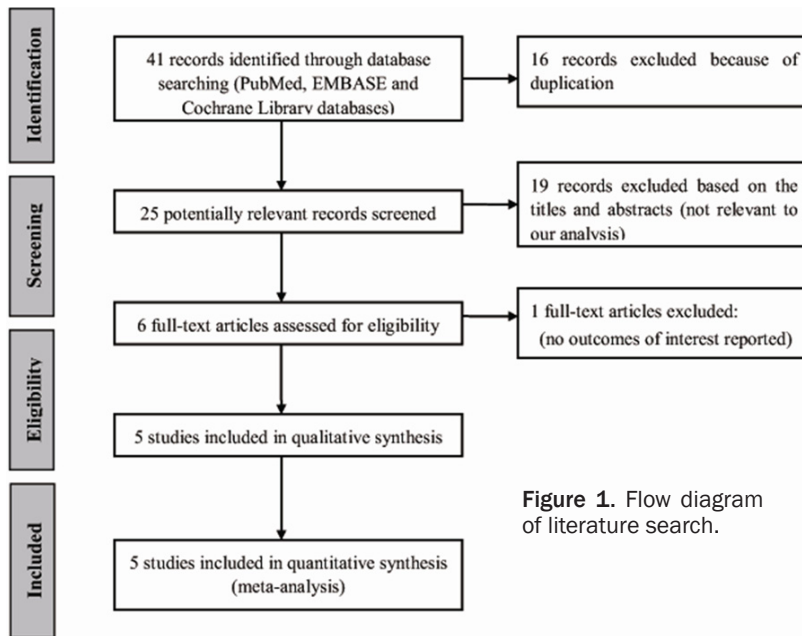 Identification
41 records identified through database
searching (PubMed, EMBASE and
Cochrane Library databases)
16 records excluded because of
duplication
Screening
25 potentially relevant records screened
19 records excluded based on the
titles and abstracts (not relevant to
our analysis)
6 full-text articles assessed for eligibility
1 full-text articles excluded:
(no outcomes of interest reported)
Eligibility
5 studies included in qualitative synthesis
Included
5 studies included in quantitative synthesis
(meta-analysis)
Figure 1. Flow diagram
of literature search.